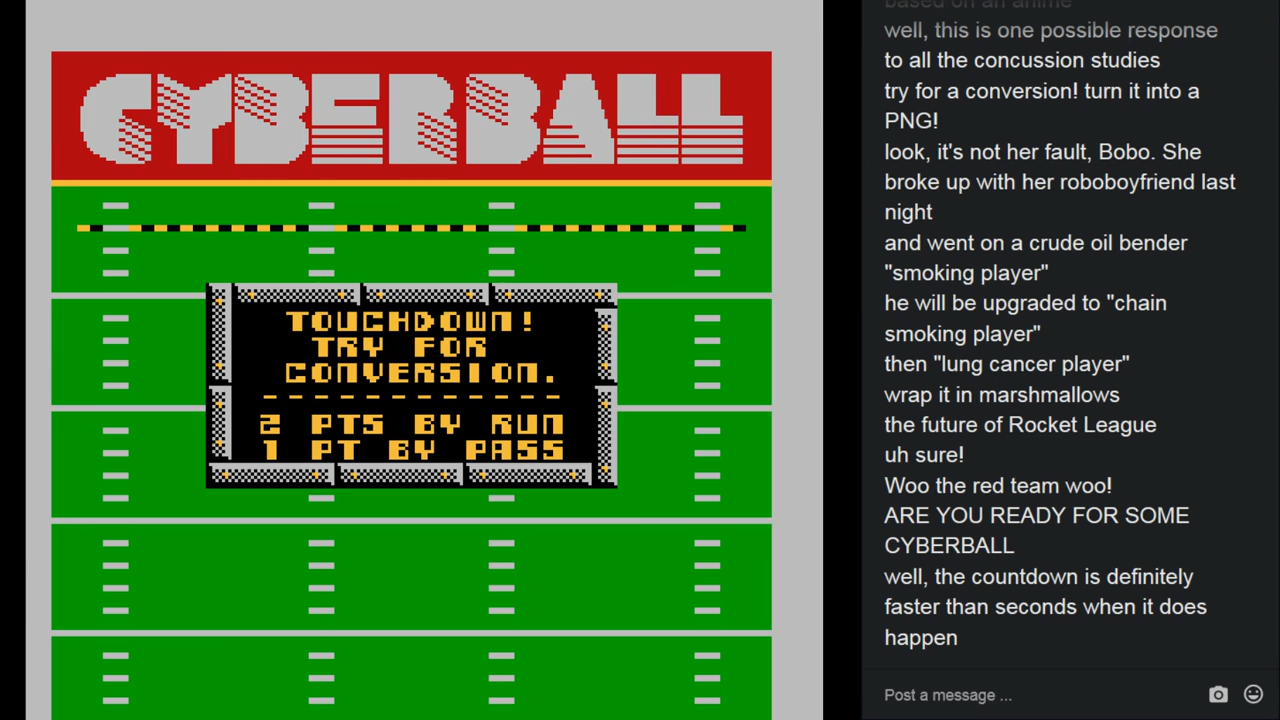 CYBERBALL
TOUCHDOWN!
TRY FOR
CONVERSION.
- - - - - - - - - - - -
2 PTS BY RUN
1 PT BY PASS
based on an anime
well, this is one possible response
to all the concussion studies
try for a conversion! turn it into a
PNG!
look, it's not her fault, Bobo. She
broke up with her roboboyfriend last
night
and went on a crude oil bender
"smoking player"
he will be upgraded to "chain
smoking player"
then "lung cancer player"
wrap it in marshmallows
the future of Rocket League
uh sure!
Woo the red team woo!
ARE YOU READY FOR SOME
CYBERBALL
well, the countdown is definitely
faster than seconds when it does
happen
Post a message ...